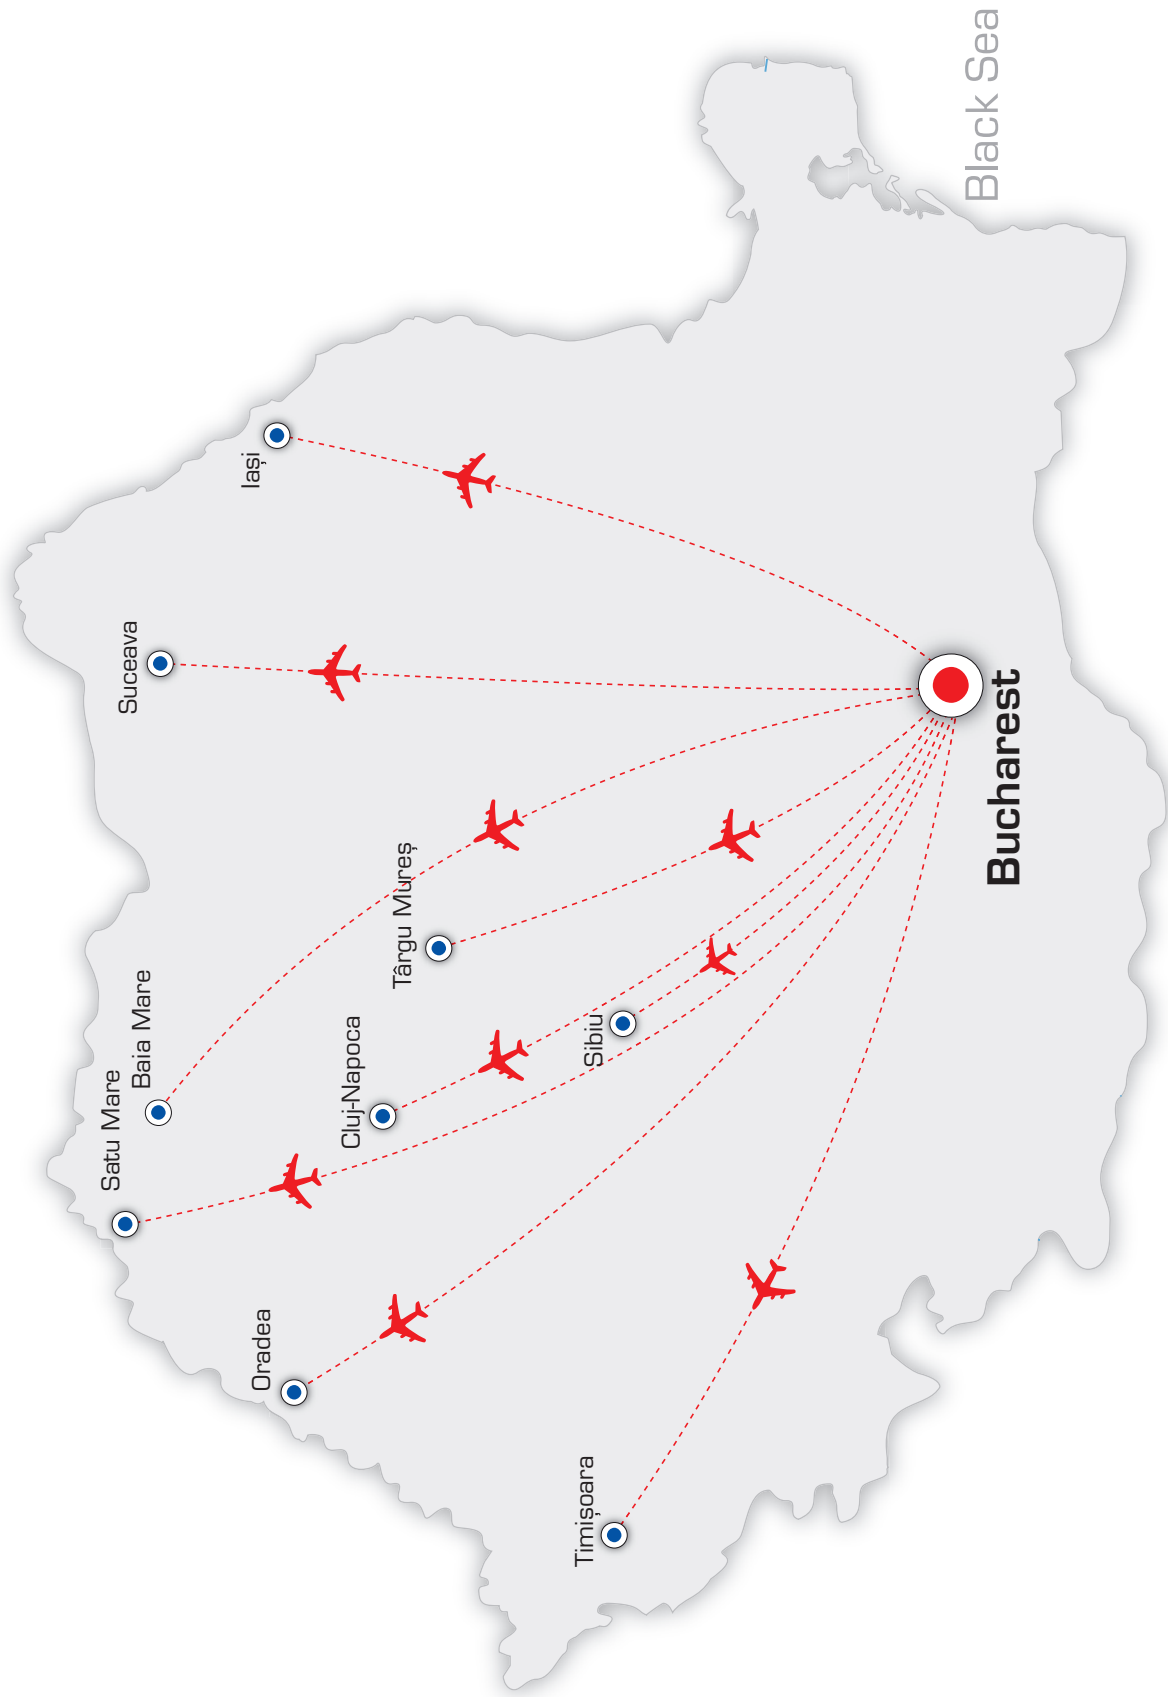 Satu Mare
Baia Mare
Suceava
Iași
Oradea
Cluj-Napoca
Târgu Mureș
Timișoara
Sibiu
Bucharest
Black Sea